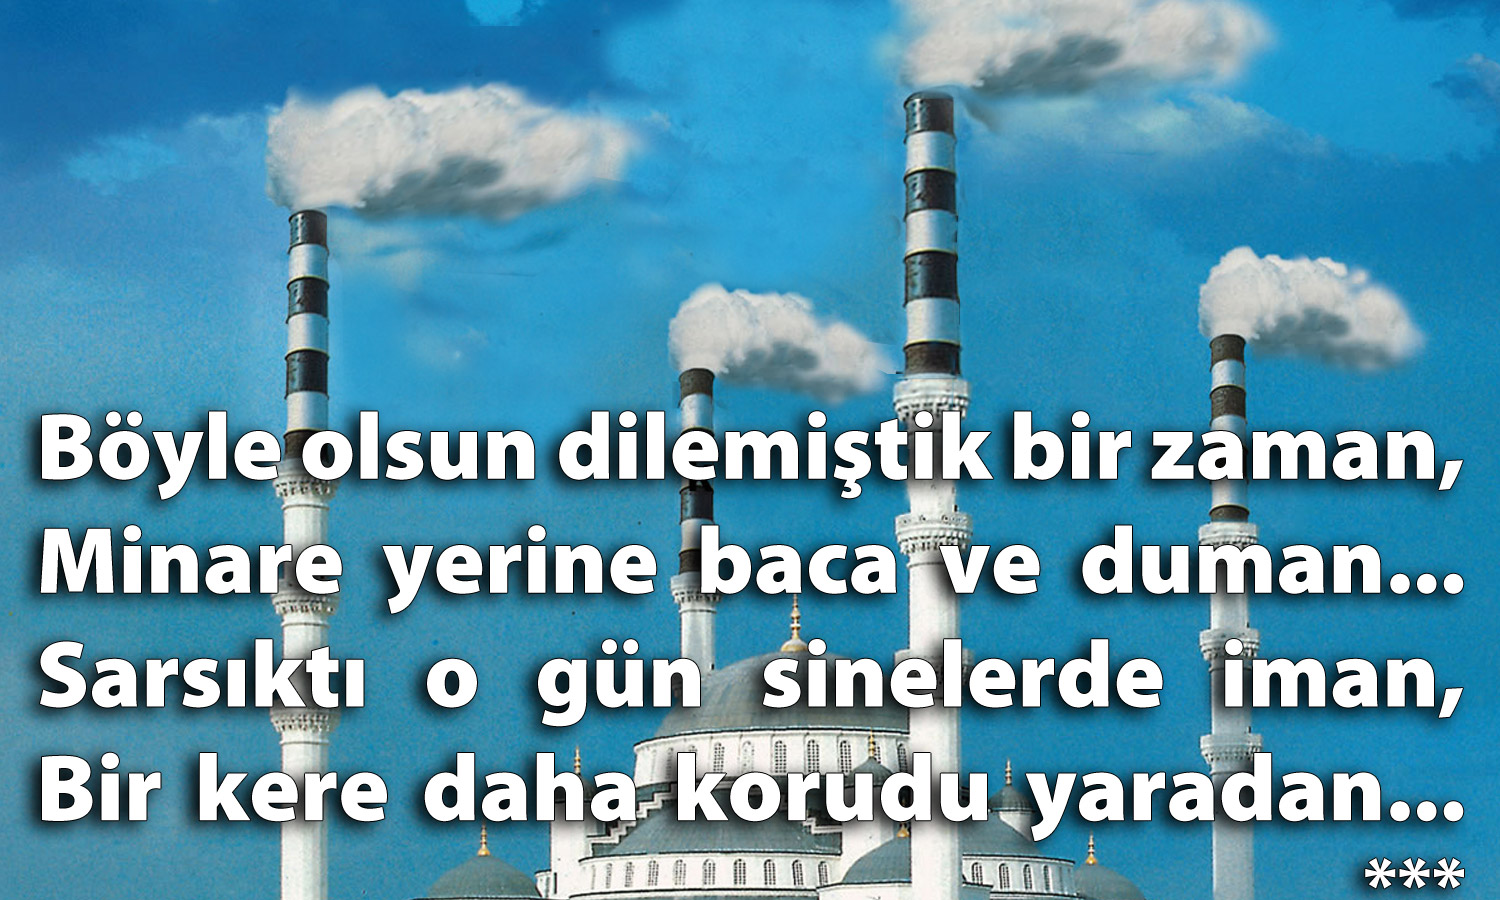 Böyle olsun dilemiştik bir zaman,
Minare yerine baca ve duman...
Sarsıktı o gün sinelerde iman,
Bir kere daha korudu yaradan...
***